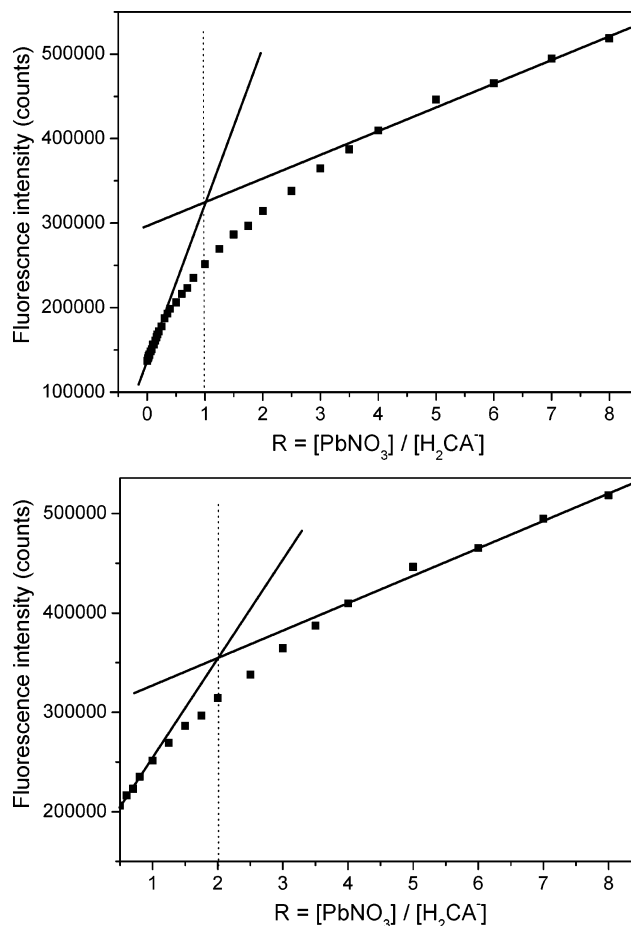 500000
400000
300000
200000
100000
Fluorescnce intensity (counts)
0 1 2 3 4 5 6 7 8
R = [PbNO₃] / [H₂CA⁻]
500000
400000
300000
200000
Fluorescence intensity (counts)
1 2 3 4 5 6 7 8
R = [PbNO₃] / [H₂CA⁻]